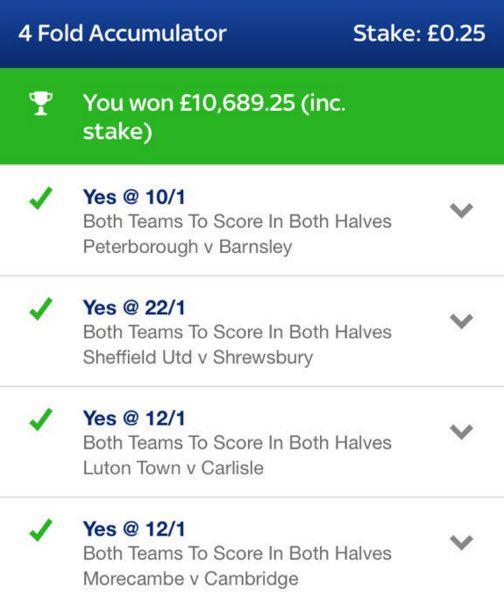 4 Fold Accumulator Stake: £0.25
You won £10,689.25 (inc.
stake)
Yes @ 10/1
Both Teams To Score In Both Halves
Peterborough v Barnsley
Yes @ 22/1
Both Teams To Score In Both Halves
Sheffield Utd v Shrewsbury
Yes @ 12/1
Both Teams To Score In Both Halves
Luton Town v Carlisle
Yes @ 12/1
Both Teams To Score In Both Halves
Morecambe v Cambridge